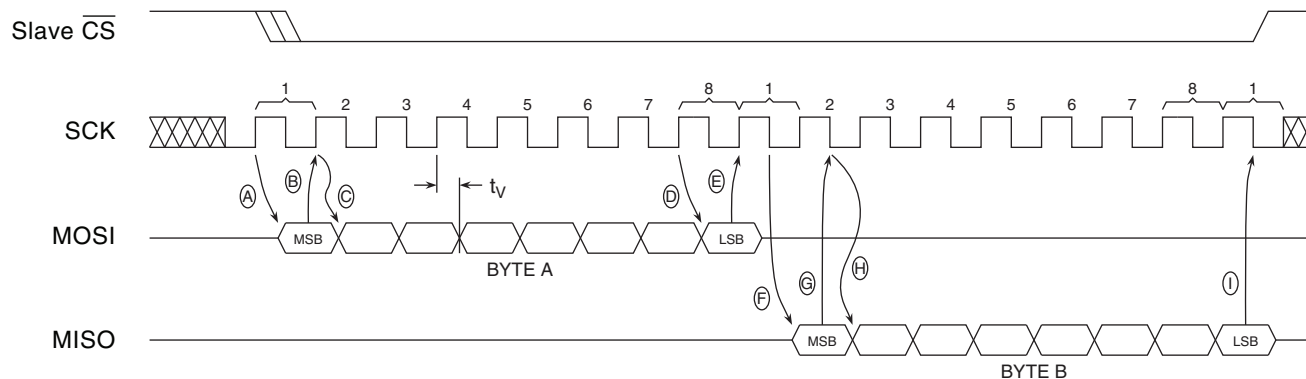 Slave CS
1 2 3 4 5 6 7 8 1 2 3 4 5 6 7 8 1
SCK
A B C tV D E
MOSI MSB LSB
BYTE A
F G H I
MISO MSB LSB
BYTE B